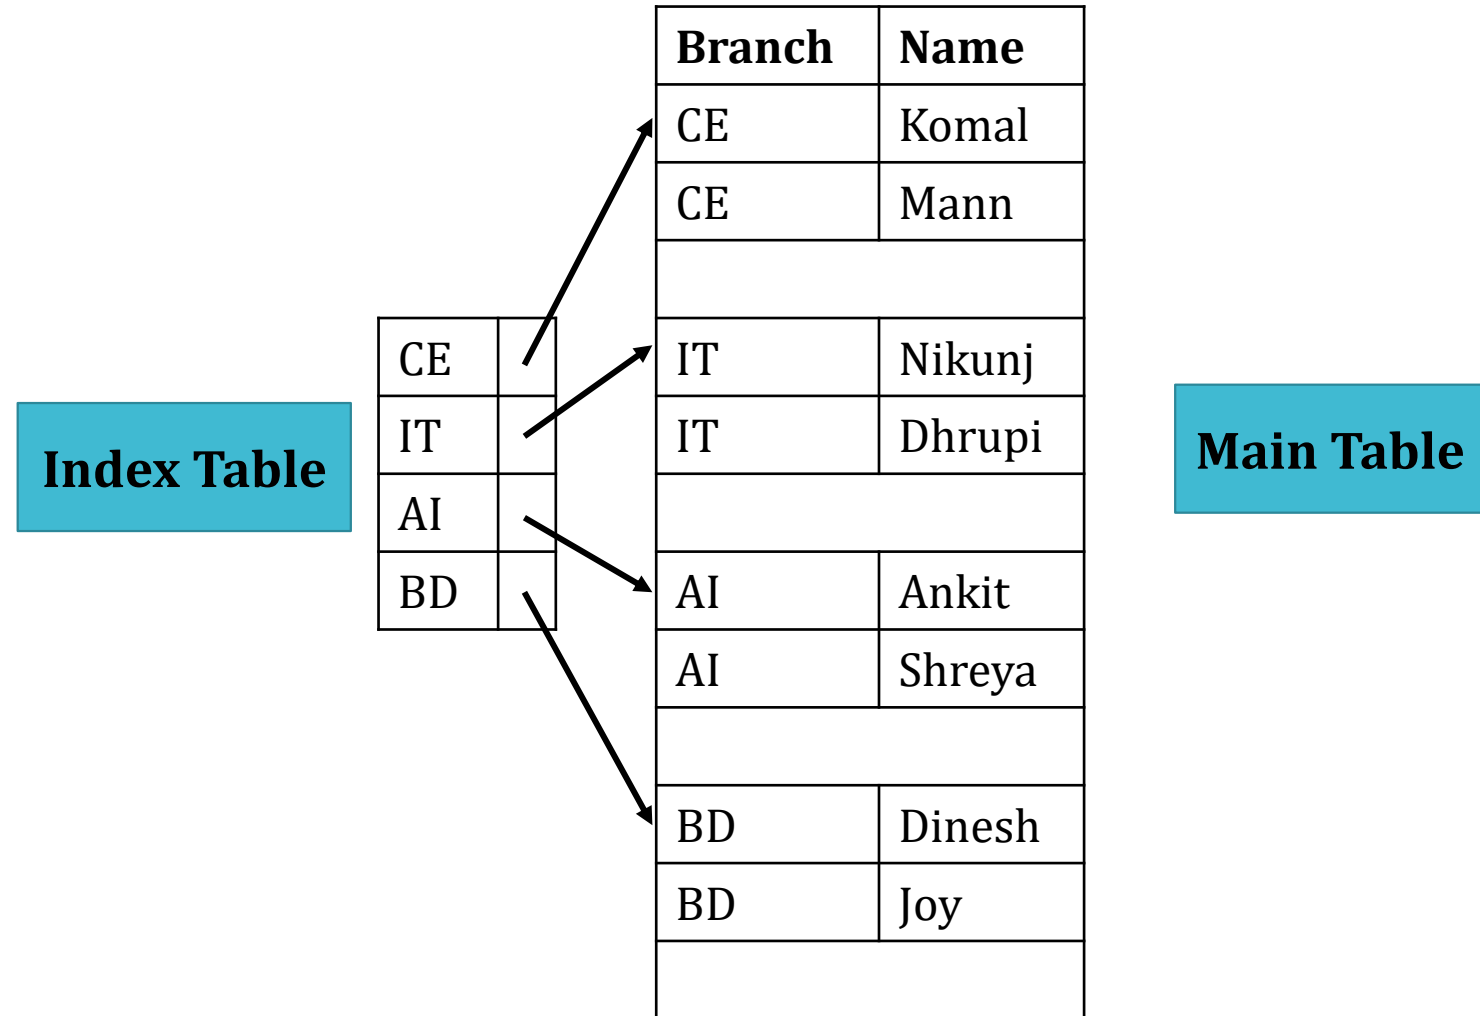 Branch Name
CE Komal
CE Mann
IT Nikunj
IT Dhrupi
AI Ankit
AI Shreya
BD Dinesh
BD Joy
CE
IT
AI
BD
Index Table
Main Table